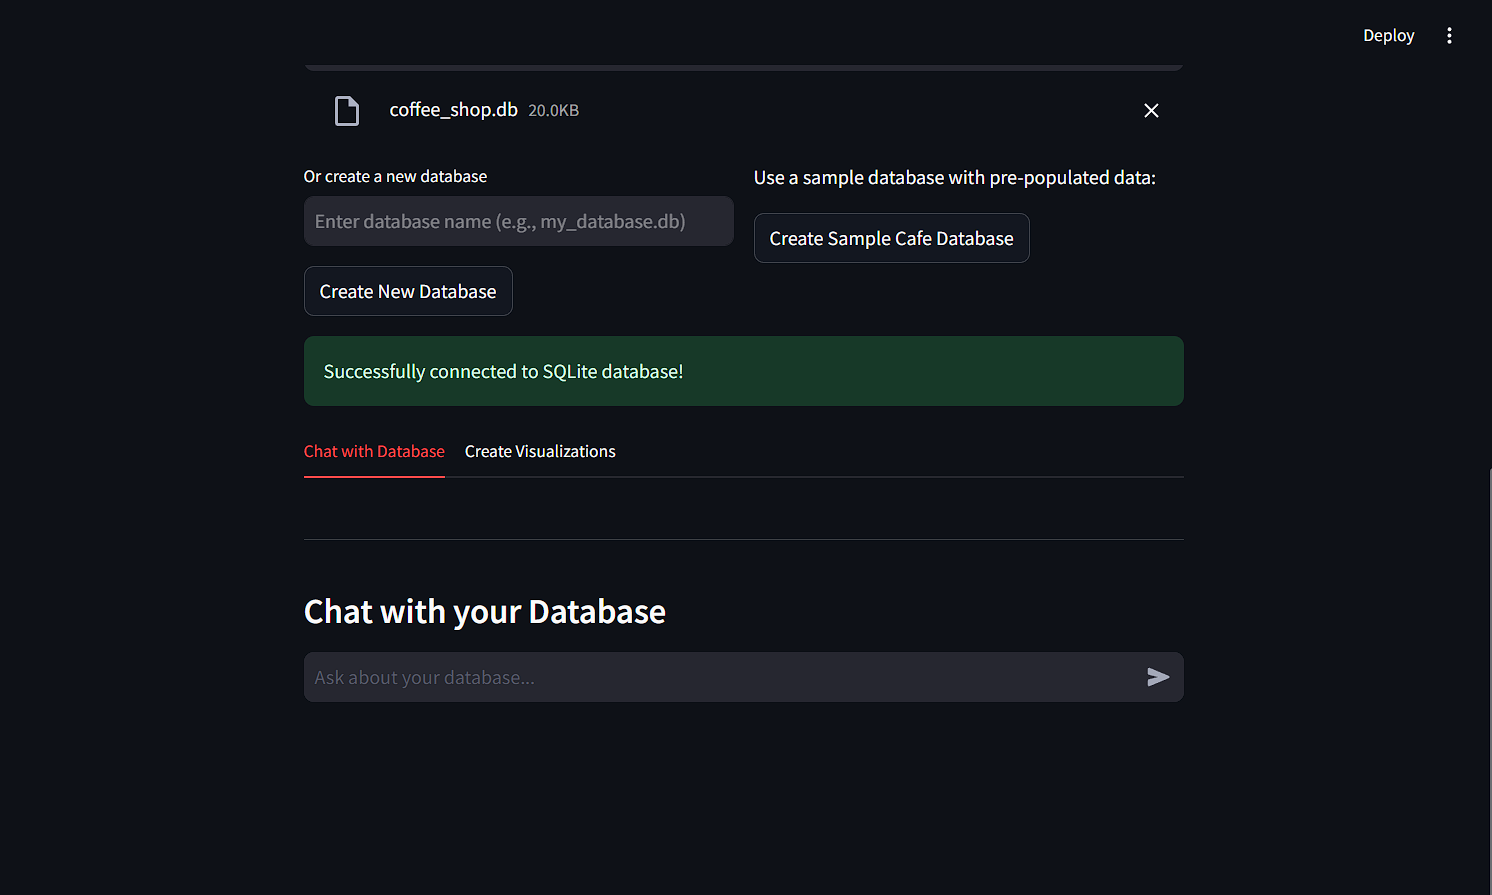 Deploy
coffee_shop.db 20.0KB
Or create a new database
Enter database name (e.g., my_database.db)
Create New Database
Use a sample database with pre-populated data:
Create Sample Cafe Database
Successfully connected to SQLite database!
Chat with Database
Create Visualizations
Chat with your Database
Ask about your database...